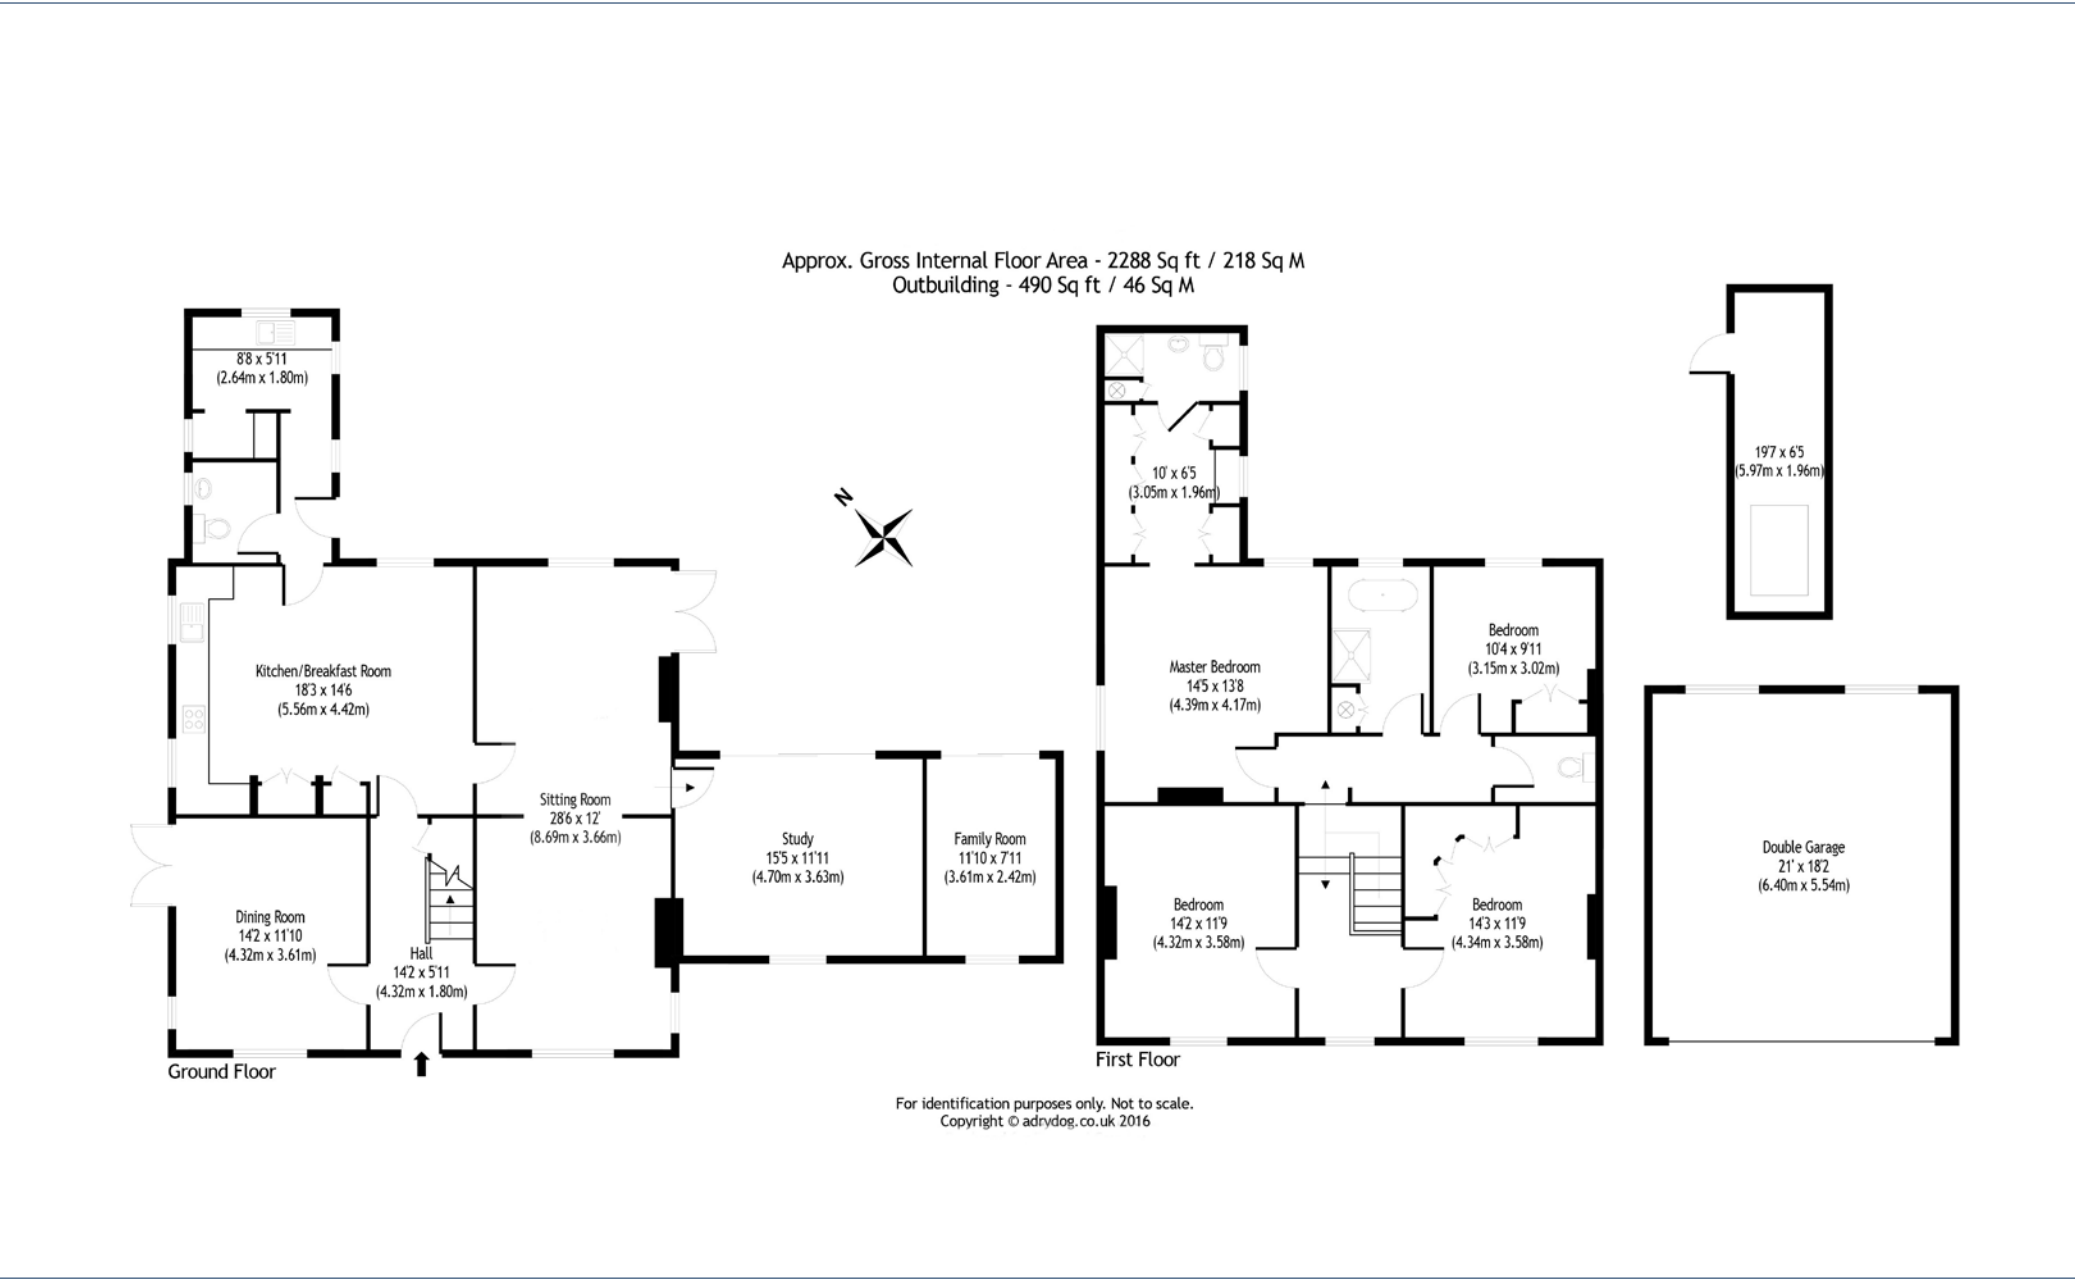 Approx. Gross Internal Floor Area - 2288 Sq ft / 218 Sq M
Outbuilding - 490 Sq ft / 46 Sq M
8'8 x 5'11
(2.64m x 1.80m)
Kitchen/Breakfast Room
18'3 x 14'6
(5.56m x 4.42m)
Sitting Room
28'6 x 12'
(8.69m x 3.66m)
Study
15'5 x 11'11
(4.70m x 3.63m)
Family Room
11'10 x 7'11
(3.61m x 2.42m)
Dining Room
14'2 x 11'10
(4.32m x 3.61m)
Hall
14'2 x 5'11
(4.32m x 1.80m)
Ground Floor
N
10' x 6'5
(3.05m x 1.96m)
Master Bedroom
14'5 x 13'8
(4.39m x 4.17m)
Bedroom
10'4 x 9'11
(3.15m x 3.02m)
Bedroom
14'2 x 11'9
(4.32m x 3.58m)
Bedroom
14'3 x 11'9
(4.34m x 3.58m)
First Floor
19'7 x 6'5
(5.97m x 1.96m)
Double Garage
21' x 18'2
(6.40m x 5.54m)
For identification purposes only. Not to scale.
Copyright © adrydog.co.uk 2016